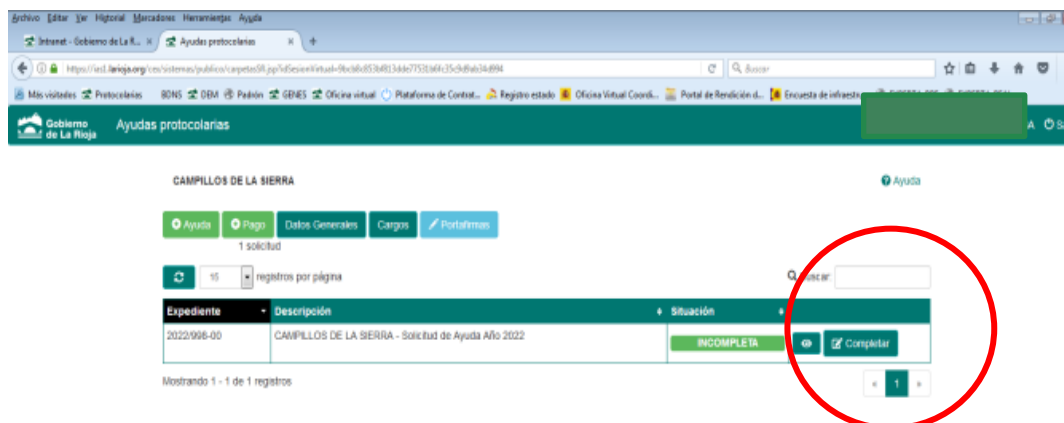 Archivo Editar Ver Historial Marcadores Herramientas Ayuda
Intranet - Gobierno de La R... × Ayudas protocolarias × +
Buscar
Más visitados Protocolarias BDNS DEM Padrón GENES Oficina virtual Plataforma de Contrat... Registro estado Oficina Virtual Coordi... Portal de Rendición d... Encuesta de infraestr
Gobierno de La Rioja Ayudas protocolarias
CAMPILLOS DE LA SIERRA Ayuda
Ayuda Pago Datos Generales Cargos Portafirmas
1 solicitud
15 registros por página Buscar:
Expediente Descripción Situación
2022/998-00 CAMPILLOS DE LA SIERRA - Solicitud de Ayuda Año 2022 INCOMPLETA Completar
Mostrando 1 - 1 de 1 registros « 1 »